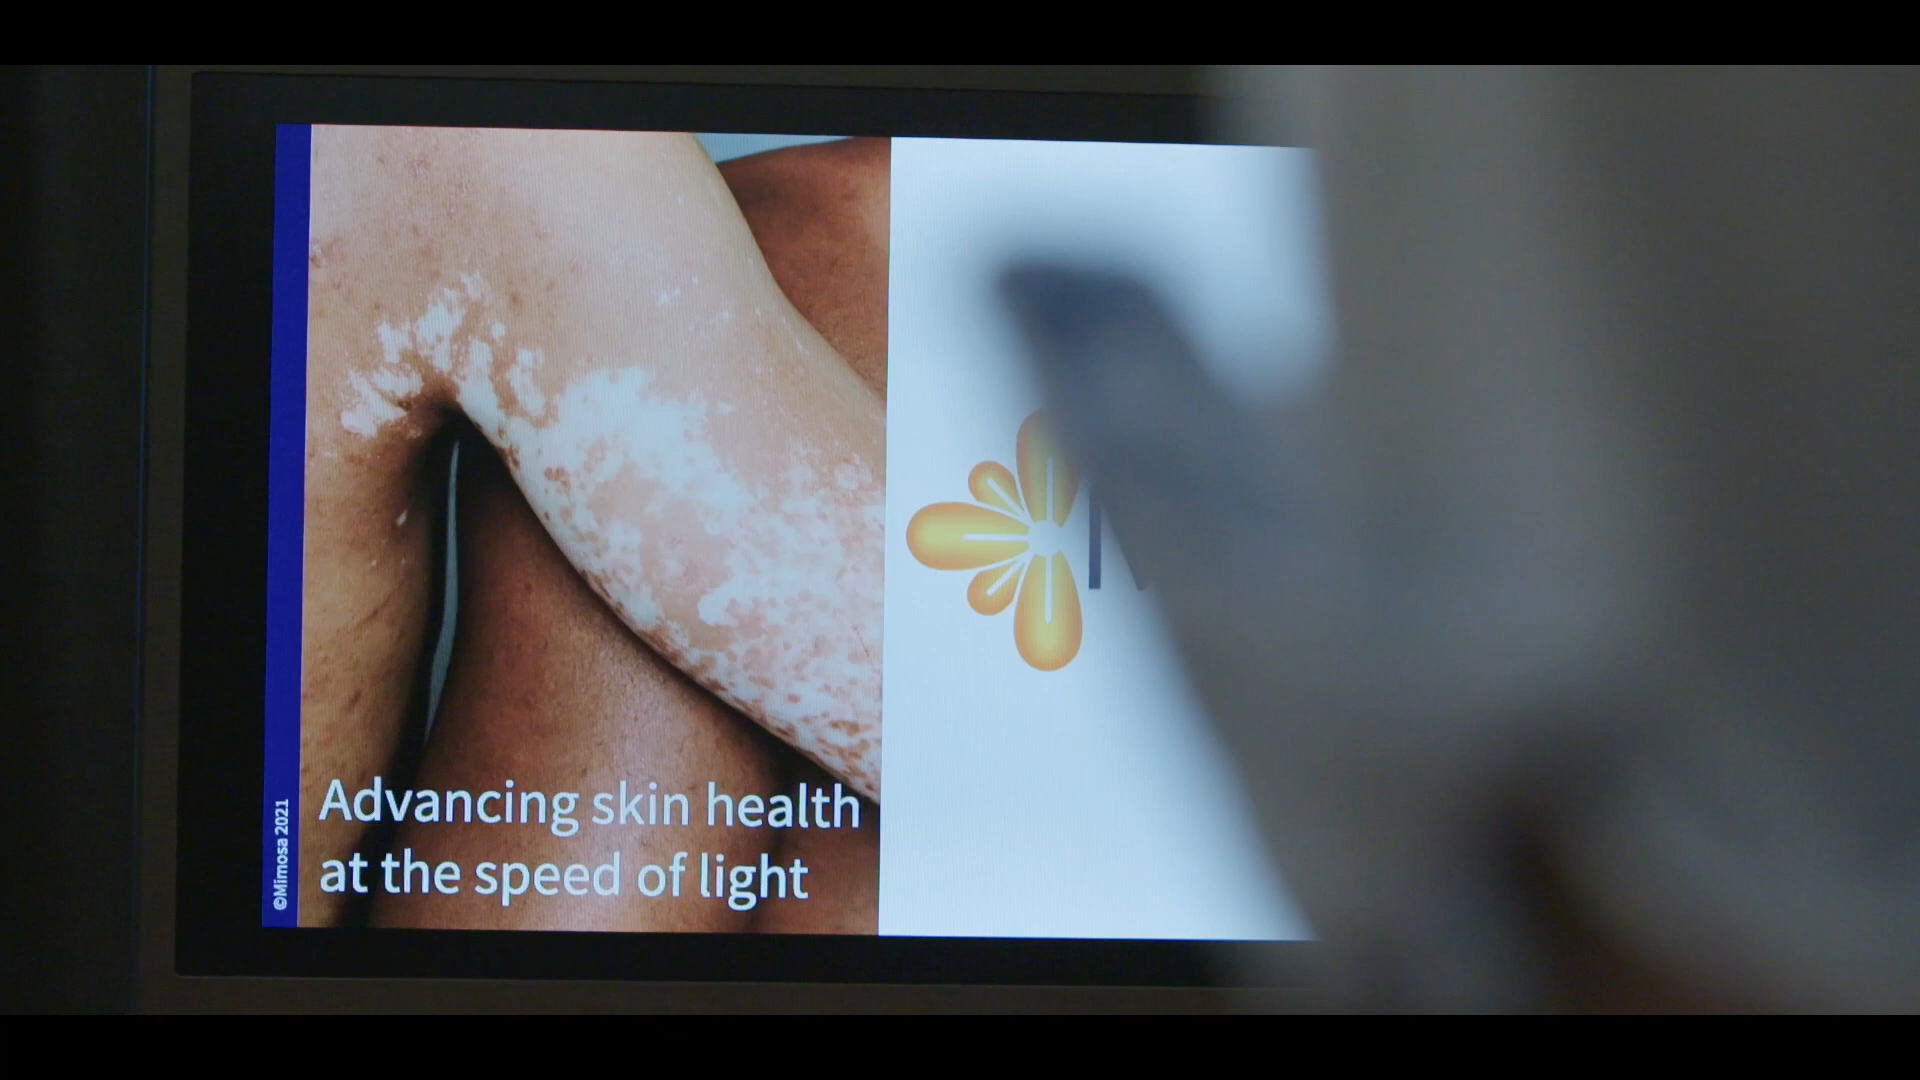 ©Mimosa 2021
Advancing skin health
at the speed of light